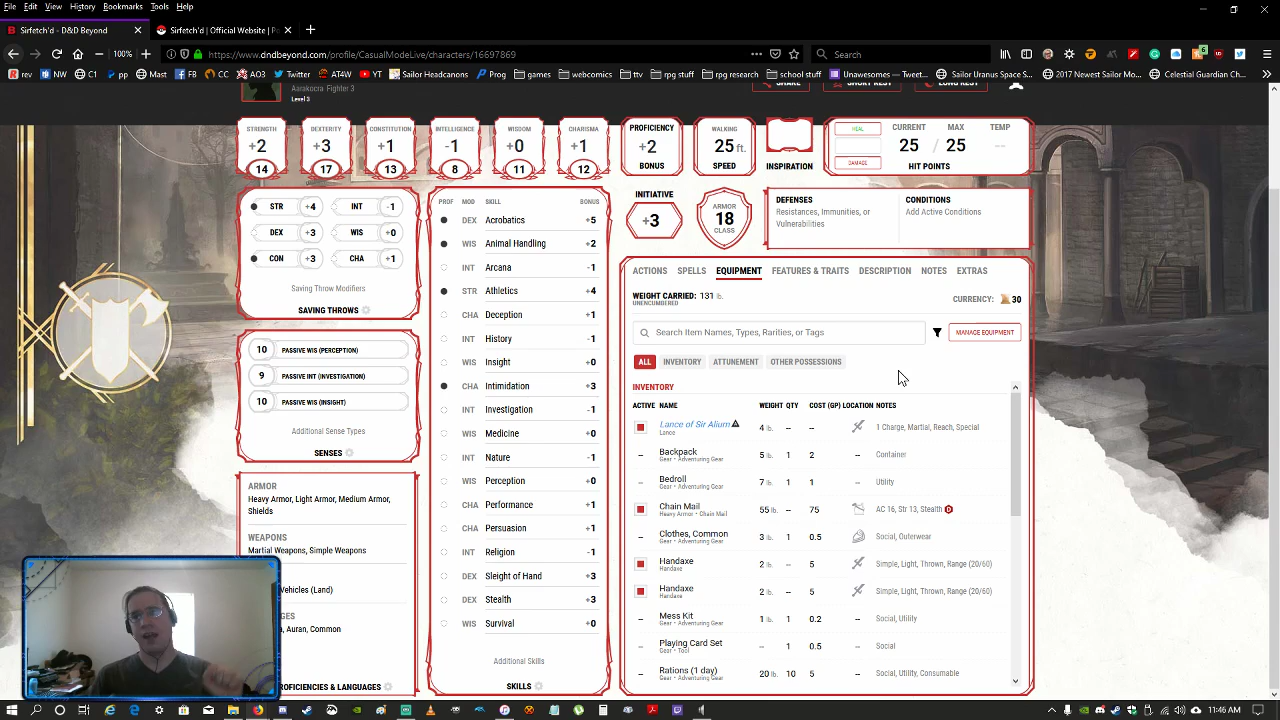 File Edit View History Bookmarks Tools Help
Sirfetch'd - D&D Beyond
Sirfetch'd | Official Website | Po
100%
https://www.dndbeyond.com/profile/CasualModeLive/characters/16697869
Search
rev NW C1 pp Mast FB CC AO3 Twitter AT4W YT Sailor Headcanons Prog games webcomics ttv rpg stuff rpg research school stuff Unawesomes — Tweet... Sailor Uranus Space S... 2017 Newest Sailor Mo... Celestial Guardian Ch...
Aarakocra Fighter 3
Level 3
SHARE SHORT REST LONG REST
STRENGTH DEXTERITY CONSTITUTION INTELLIGENCE WISDOM CHARISMA
+2 +3 +1 -1 +0 +1
14 17 13 8 11 12
PROFICIENCY
+2
BONUS
WALKING
25 ft.
SPEED
INSPIRATION
HEAL
DAMAGE
CURRENT MAX TEMP
25 / 25 --
HIT POINTS
STR +4 INT -1
DEX +3 WIS +0
CON +3 CHA +1
Saving Throw Modifiers
SAVING THROWS
10 PASSIVE WIS (PERCEPTION)
9 PASSIVE INT (INVESTIGATION)
10 PASSIVE WIS (INSIGHT)
Additional Sense Types
SENSES
ARMOR
Heavy Armor, Light Armor, Medium Armor,
Shields
WEAPONS
Martial Weapons, Simple Weapons
Vehicles (Land)
Auran, Common
PROFICIENCIES & LANGUAGES
PROF MOD SKILL BONUS
DEX Acrobatics +5
WIS Animal Handling +2
INT Arcana -1
STR Athletics +4
CHA Deception +1
INT History -1
WIS Insight +0
CHA Intimidation +3
INT Investigation -1
WIS Medicine +0
INT Nature -1
WIS Perception +0
CHA Performance +1
CHA Persuasion +1
INT Religion -1
DEX Sleight of Hand +3
DEX Stealth +3
WIS Survival +0
Additional Skills
SKILLS
INITIATIVE
+3
ARMOR
18
CLASS
DEFENSES
Resistances, Immunities, or
Vulnerabilities
CONDITIONS
Add Active Conditions
ACTIONS SPELLS EQUIPMENT FEATURES & TRAITS DESCRIPTION NOTES EXTRAS
WEIGHT CARRIED: 131 lb.
UNENCUMBERED
CURRENCY: 30
Search Item Names, Types, Rarities, or Tags
MANAGE EQUIPMENT
ALL INVENTORY ATTUNEMENT OTHER POSSESSIONS
INVENTORY
ACTIVE NAME WEIGHT QTY COST (GP) LOCATION NOTES
Lance of Sir Alium 4 lb. -- -- 1 Charge, Martial, Reach, Special
Lance
-- Backpack 5 lb. 1 2 -- Container
Gear • Adventuring Gear
-- Bedroll 7 lb. 1 1 -- Utility
Gear • Adventuring Gear
Chain Mail 55 lb. -- 75 AC 16, Str 13, Stealth D
Heavy Armor • Chain Mail
-- Clothes, Common 3 lb. 1 0.5 Social, Outerwear
Gear • Adventuring Gear
Handaxe 2 lb. -- 5 Simple, Light, Thrown, Range (20/60)
Handaxe
Handaxe 2 lb. -- 5 Simple, Light, Thrown, Range (20/60)
Handaxe
-- Mess Kit 1 lb. 1 0.2 -- Social, Utility
Gear • Adventuring Gear
-- Playing Card Set -- 1 0.5 -- Social
Gear • Tool
-- Rations (1 day) 20 lb. 10 5 -- Social, Utility, Consumable
Gear • Adventuring Gear
11:46 AM